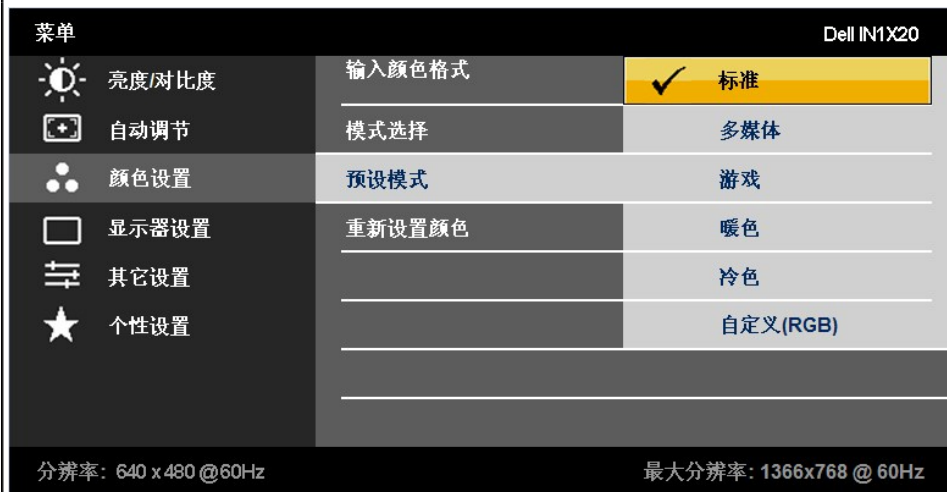 菜单
Dell IN1X20
亮度/对比度
自动调节
颜色设置
显示器设置
其它设置
个性设置
输入颜色格式
模式选择
预设模式
重新设置颜色
标准
多媒体
游戏
暖色
冷色
自定义(RGB)
分辨率: 640 x 480 @60Hz
最大分辨率: 1366x768 @ 60Hz